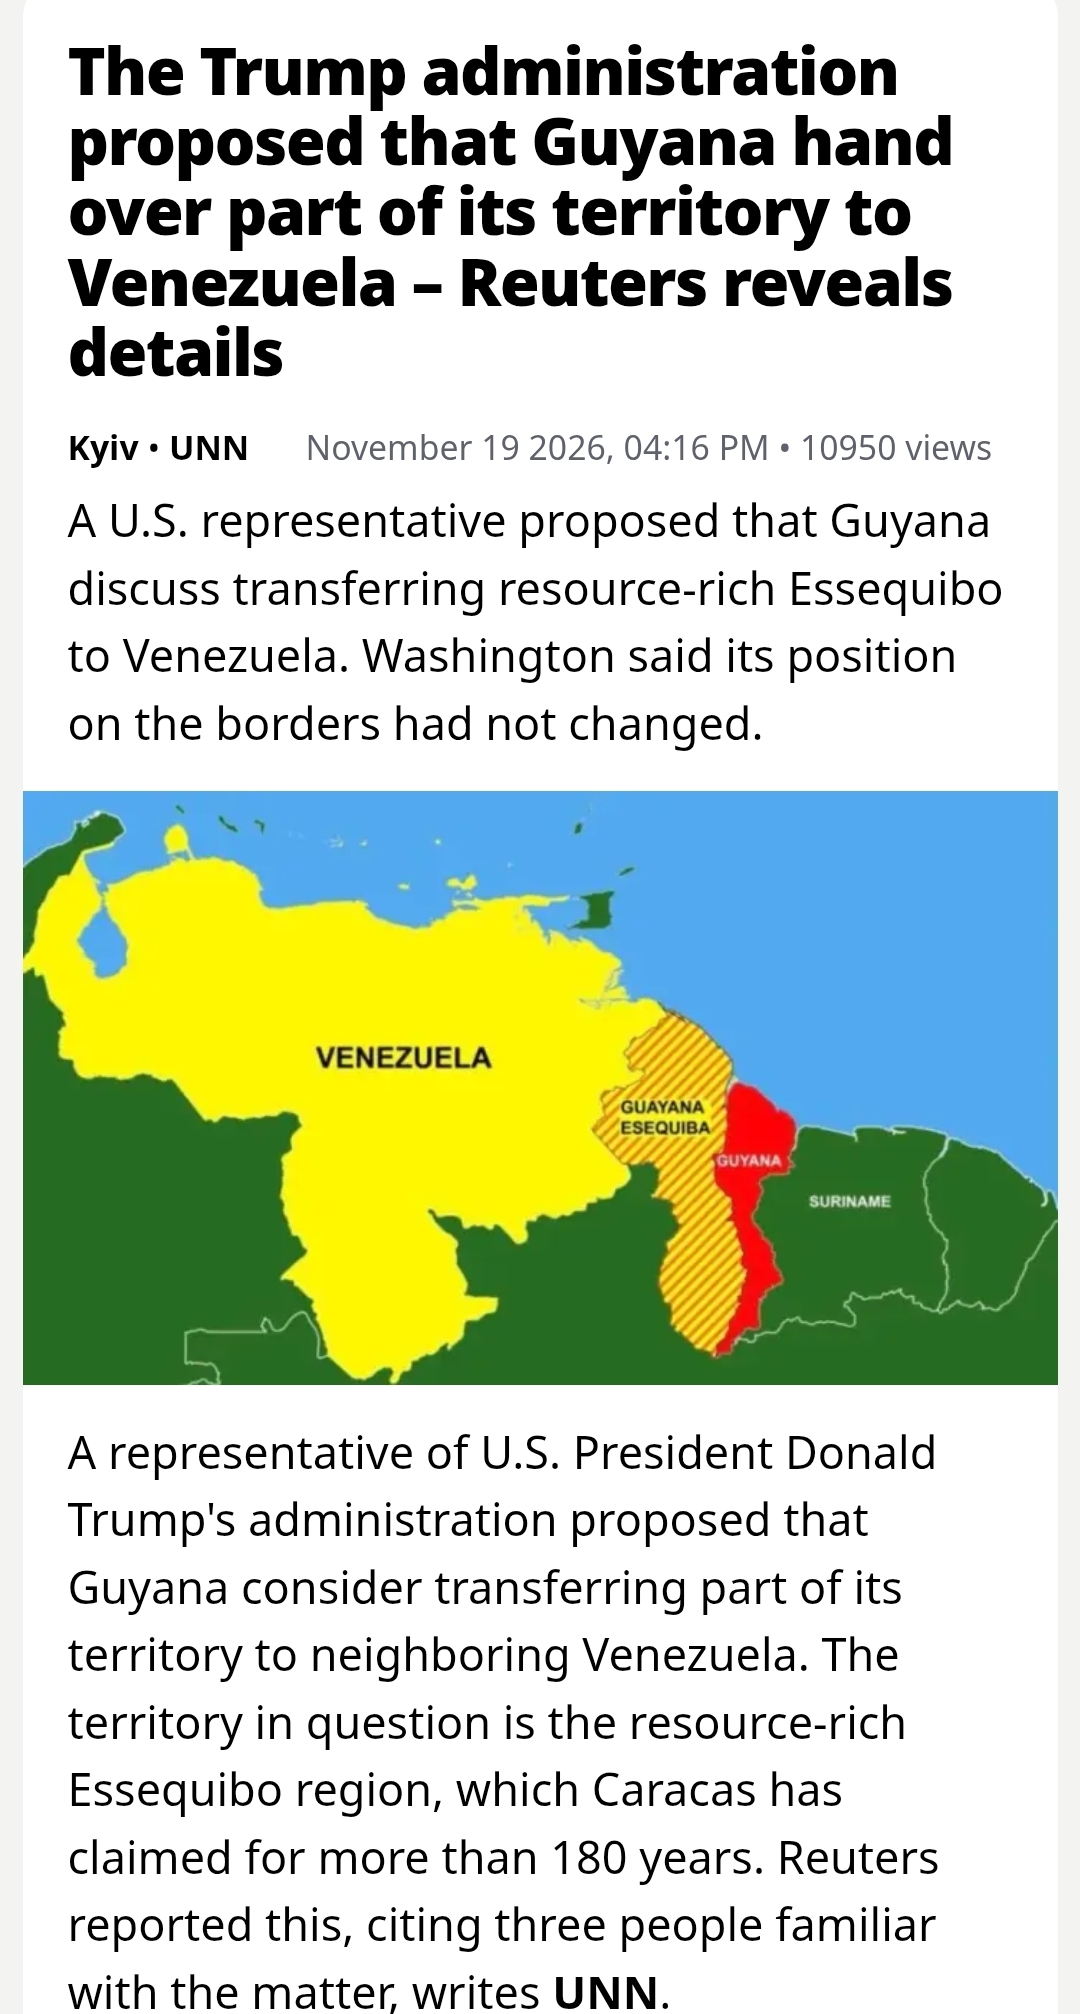 The Trump administration
proposed that Guyana hand
over part of its territory to
Venezuela – Reuters reveals
details
Kyiv • UNN November 19 2026, 04:16 PM • 10950 views
A U.S. representative proposed that Guyana
discuss transferring resource-rich Essequibo
to Venezuela. Washington said its position
on the borders had not changed.
VENEZUELA
GUAYANA
ESEQUIBA
GUYANA
SURINAME
A representative of U.S. President Donald
Trump's administration proposed that
Guyana consider transferring part of its
territory to neighboring Venezuela. The
territory in question is the resource-rich
Essequibo region, which Caracas has
claimed for more than 180 years. Reuters
reported this, citing three people familiar
with the matter, writes UNN.